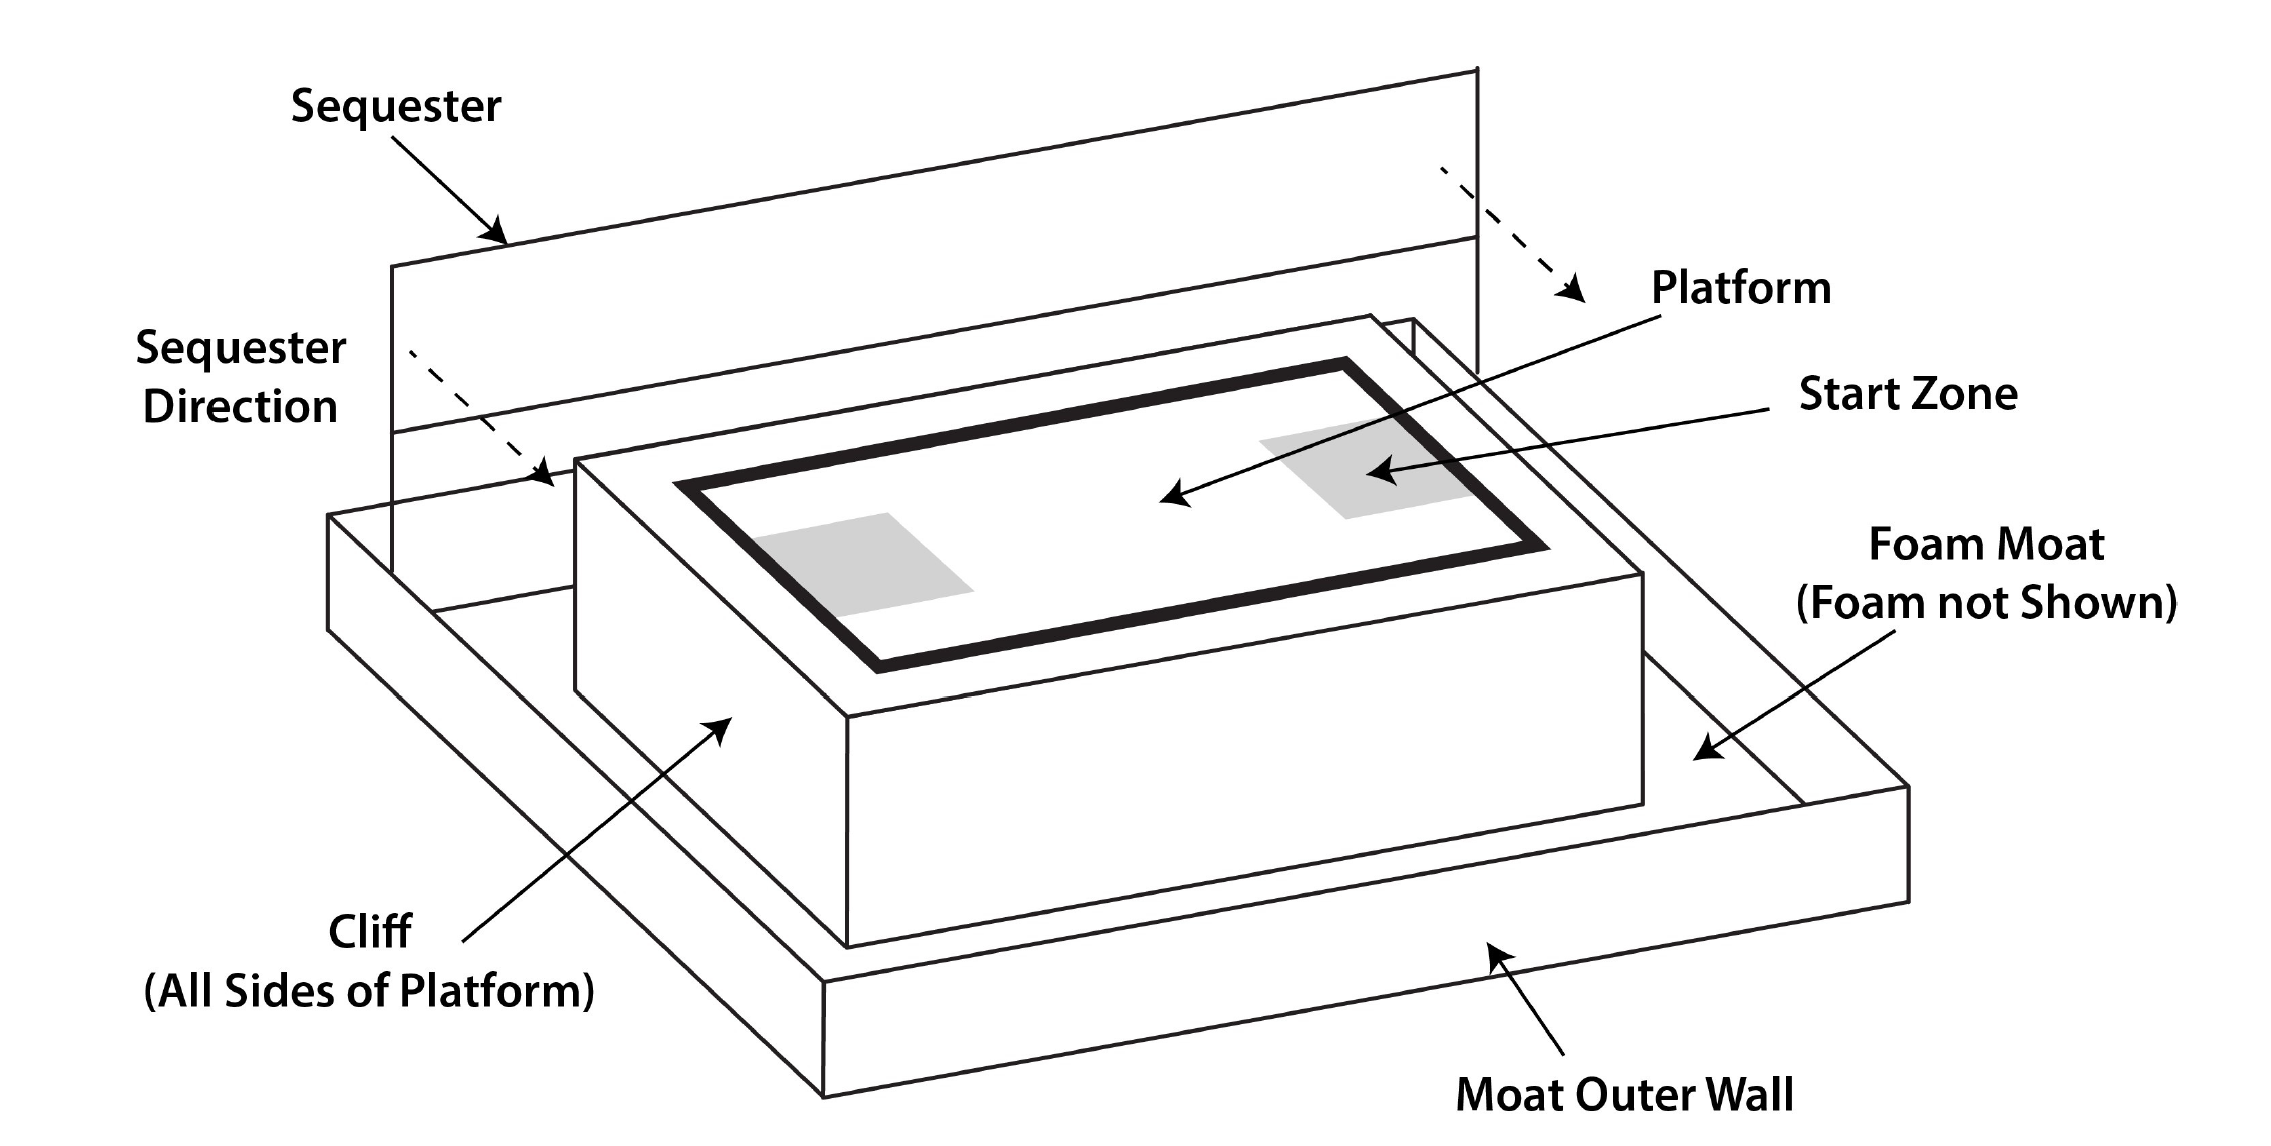 Sequester
Platform
Sequester
Direction
Start Zone
Foam Moat
(Foam not Shown)
Cliff
(All Sides of Platform)
Moat Outer Wall